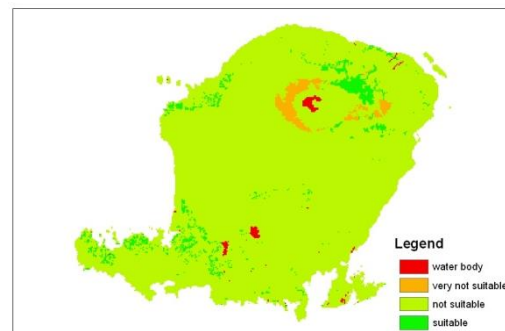 Legend
water body
very not suitable
not suitable
suitable